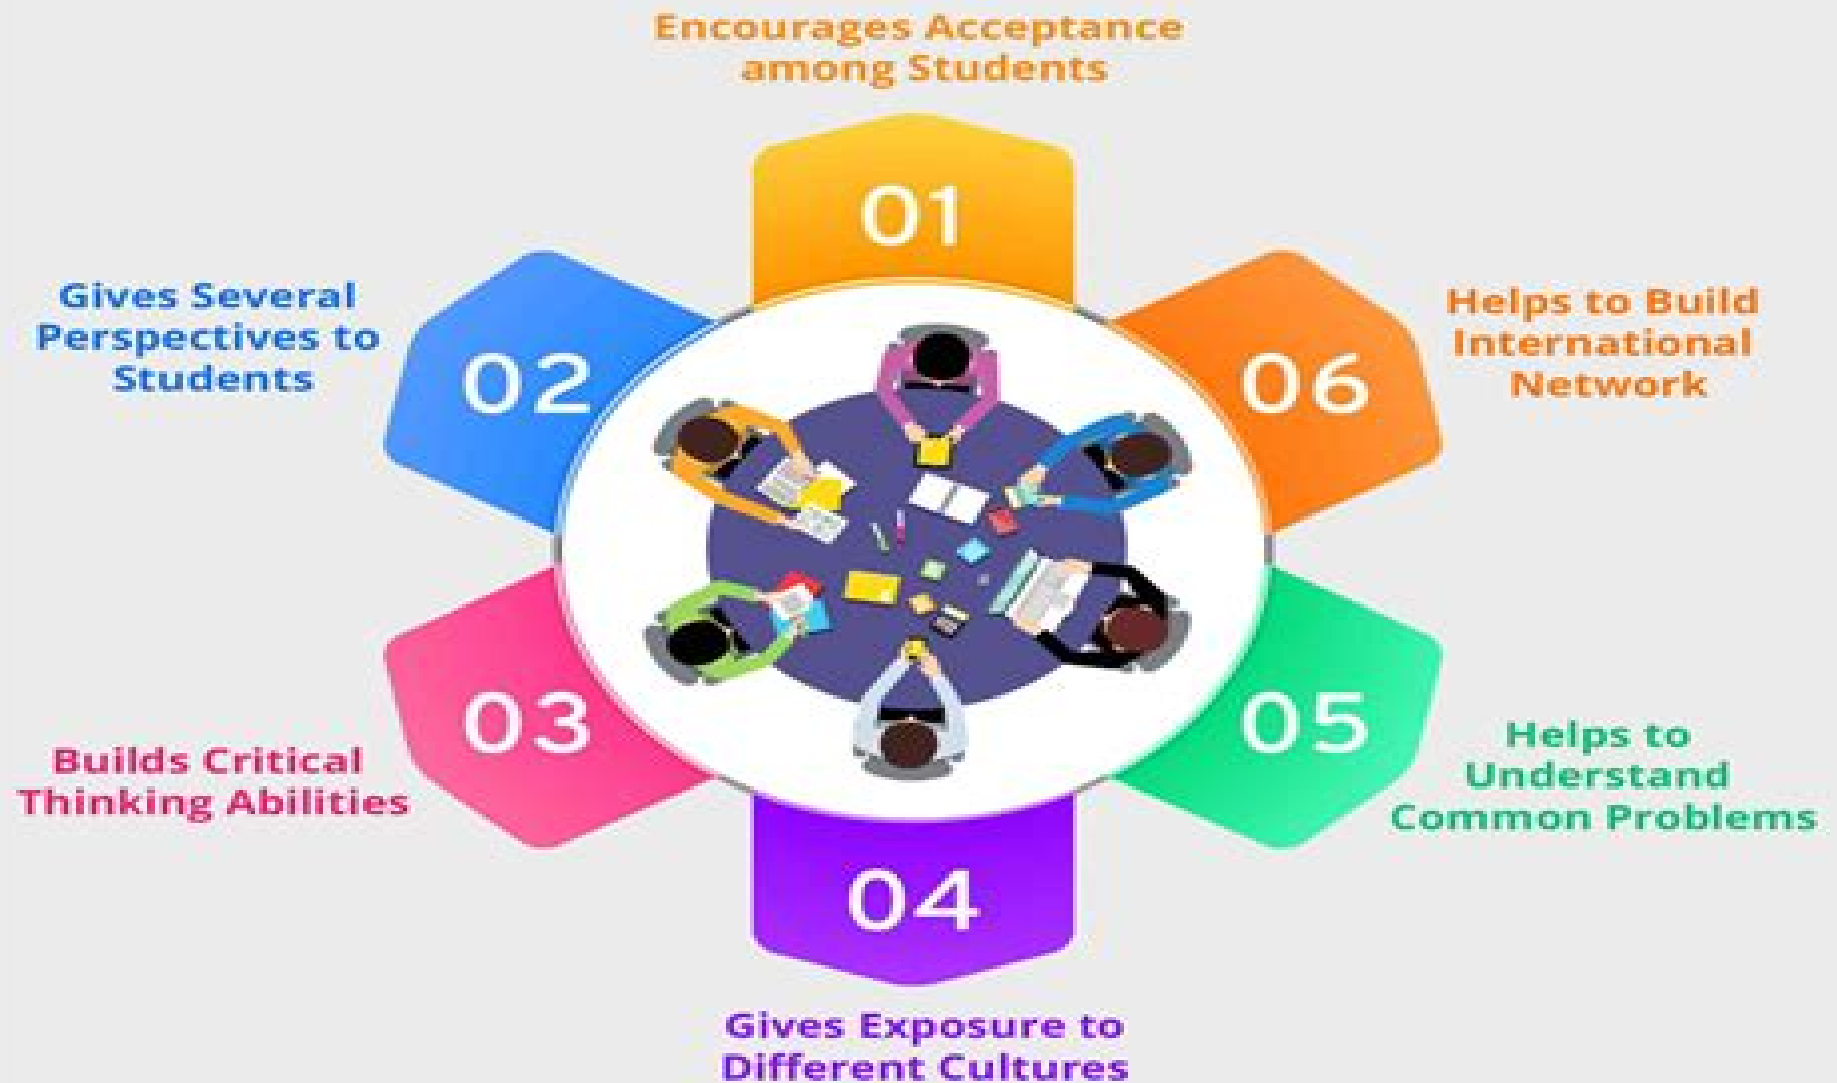 Encourages Acceptance
among Students
01
Gives Several
Perspectives to
Students
02
Builds Critical
Thinking Abilities
03
04
Gives Exposure to
Different Cultures
05
Helps to
Understand
Common Problems
06
Helps to Build
International
Network